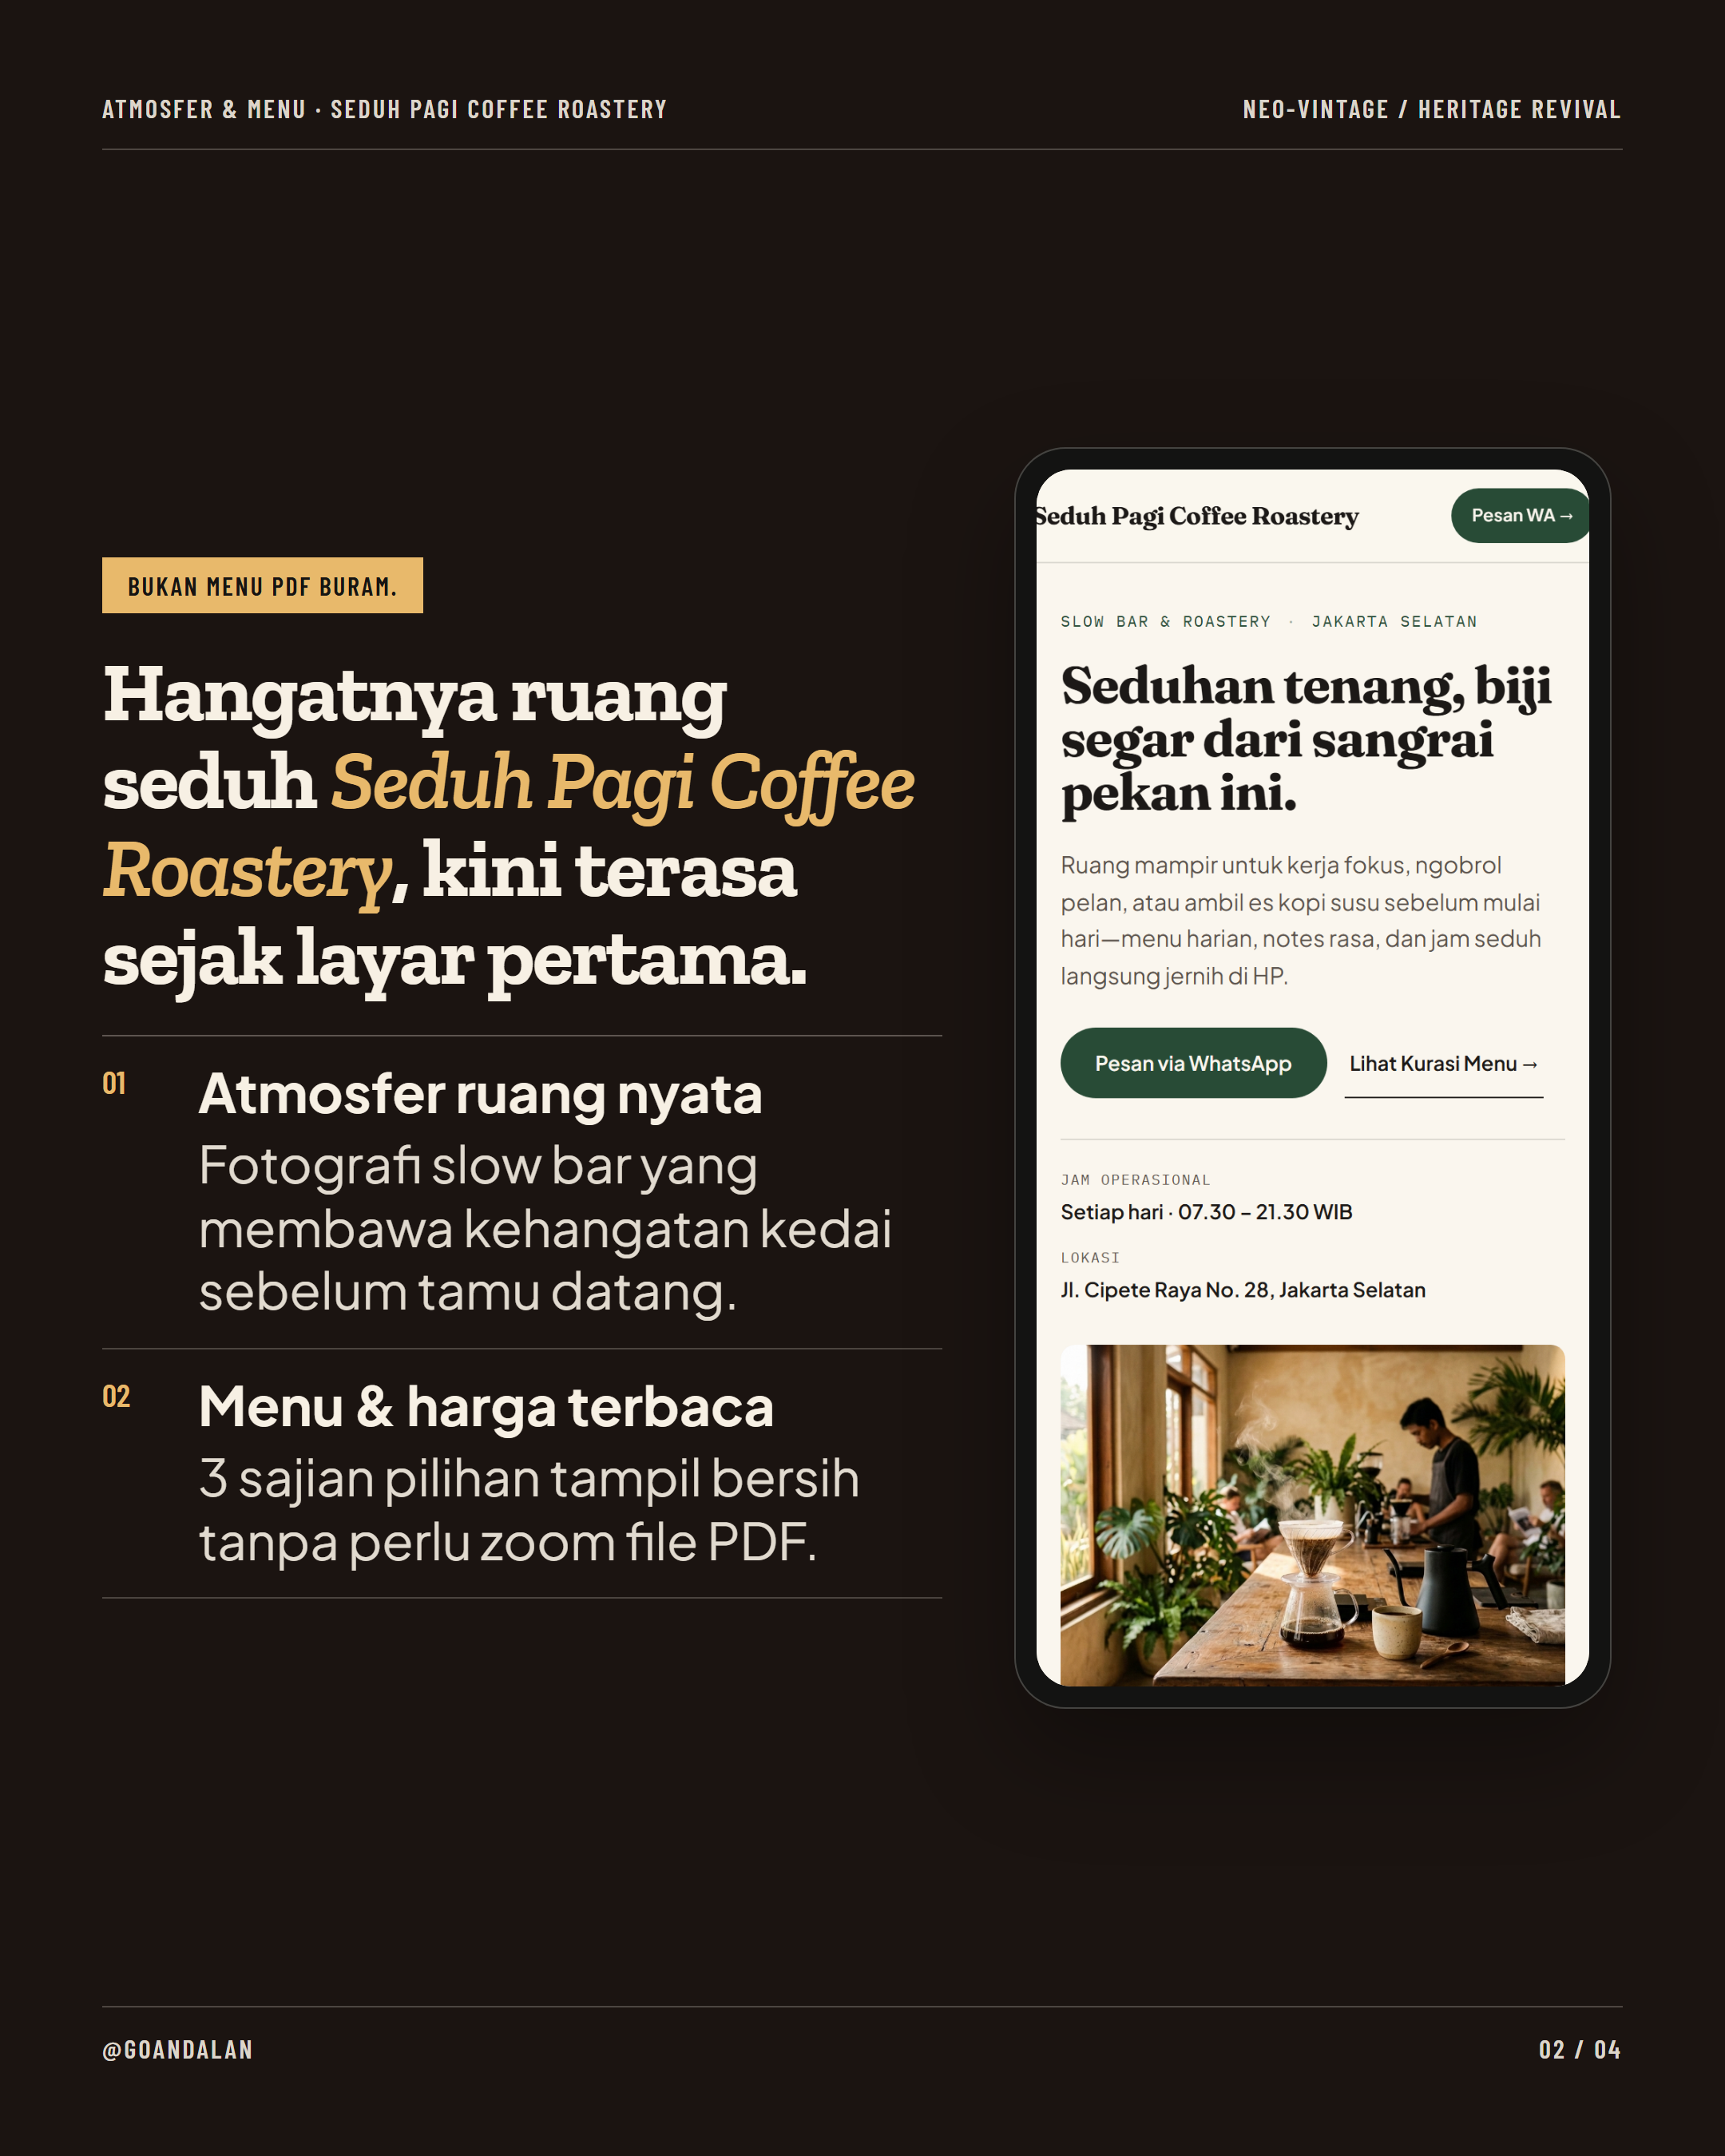 ATMOSFER & MENU · SEDUH PAGI COFFEE ROASTERY
NEO-VINTAGE / HERITAGE REVIVAL
BUKAN MENU PDF BURAM.
Hangatnya ruang
seduh Seduh Pagi Coffee
Roastery, kini terasa
sejak layar pertama.
01
Atmosfer ruang nyata
Fotografi slow bar yang
membawa kehangatan kedai
sebelum tamu datang.
02
Menu & harga terbaca
3 sajian pilihan tampil bersih
tanpa perlu zoom file PDF.
Seduh Pagi Coffee Roastery
Pesan WA →
SLOW BAR & ROASTERY · JAKARTA SELATAN
Seduhan tenang, biji
segar dari sangrai
pekan ini.
Ruang mampir untuk kerja fokus, ngobrol
pelan, atau ambil es kopi susu sebelum mulai
hari—menu harian, notes rasa, dan jam seduh
langsung jernih di HP.
Pesan via WhatsApp
Lihat Kurasi Menu →
JAM OPERASIONAL
Setiap hari · 07.30 – 21.30 WIB
LOKASI
Jl. Cipete Raya No. 28, Jakarta Selatan
@GOANDALAN
02 / 04